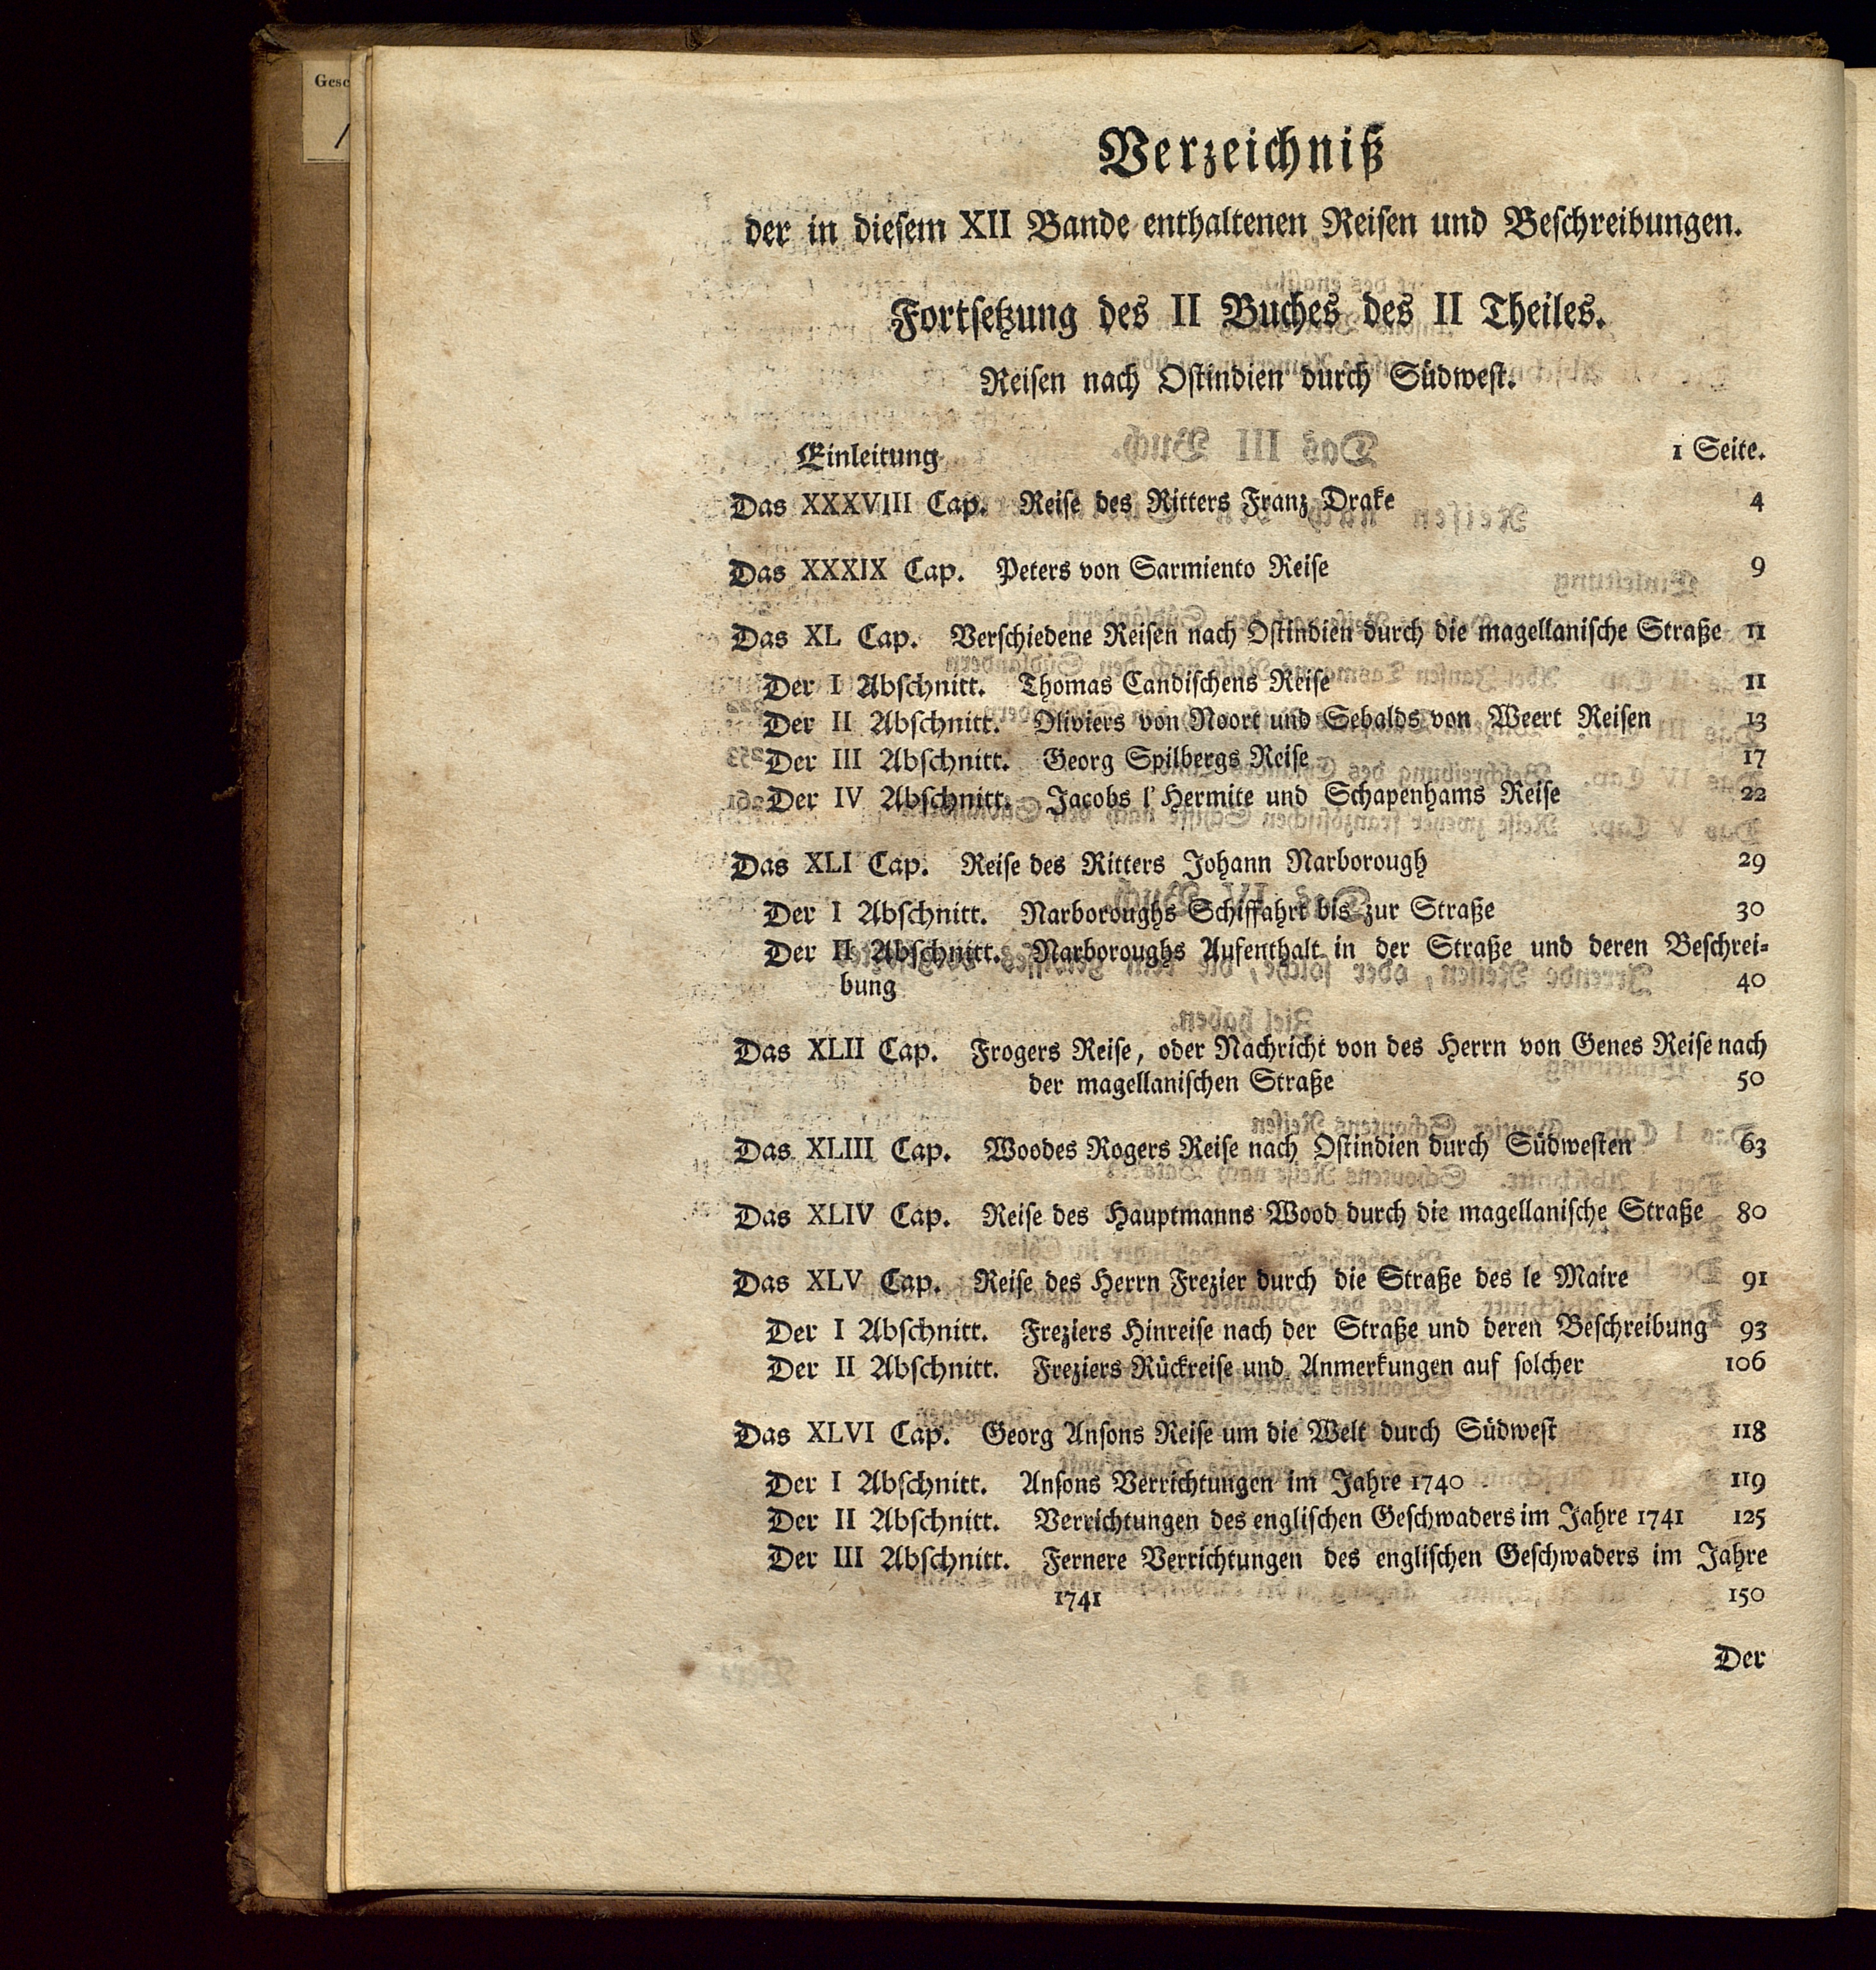 Gesc
Verzeichniß
der in diesem XII Bande enthaltenen Reisen und Beschreibungen.
Fortsetzung des II Buches des II Theiles.
Reisen nach Ostindien durch Südwest.
Einleitung 1 Seite.
Das XXXVIII Cap. Reise des Ritters Franz Drake 4
Das XXXIX Cap. Peters von Sarmiento Reise 9
Das XL Cap. Verschiedene Reisen nach Ostindien durch die magellanische Straße 11
Der I Abschnitt. Thomas Candischens Reise 11
Der II Abschnitt. Oliviers von Noort und Sebalds von Weert Reisen 13
Der III Abschnitt. Georg Spilbergs Reise 17
Der IV Abschnitt. Jacobs l'Hermite und Schapenhams Reise 22
Das XLI Cap. Reise des Ritters Johann Narborough 29
Der I Abschnitt. Narboroughs Schiffahrt bis zur Straße 30
Der II Abschnitt. Narboroughs Aufenthalt in der Straße und deren Beschrei-
bung 40
Das XLII Cap. Frogers Reise, oder Nachricht von des Herrn von Genes Reise nach
der magellanischen Straße 50
Das XLIII Cap. Woodes Rogers Reise nach Ostindien durch Südwesten 63
Das XLIV Cap. Reise des Hauptmanns Wood durch die magellanische Straße 80
Das XLV Cap. Reise des Herrn Frezier durch die Straße des le Maire 91
Der I Abschnitt. Freziers Hinreise nach der Straße und deren Beschreibung 93
Der II Abschnitt. Freziers Rückreise und Anmerkungen auf solcher 106
Das XLVI Cap. Georg Ansons Reise um die Welt durch Südwest 118
Der I Abschnitt. Ansons Verrichtungen im Jahre 1740 119
Der II Abschnitt. Verrichtungen des englischen Geschwaders im Jahre 1741 125
Der III Abschnitt. Fernere Verrichtungen des englischen Geschwaders im Jahre
1741 150
Der